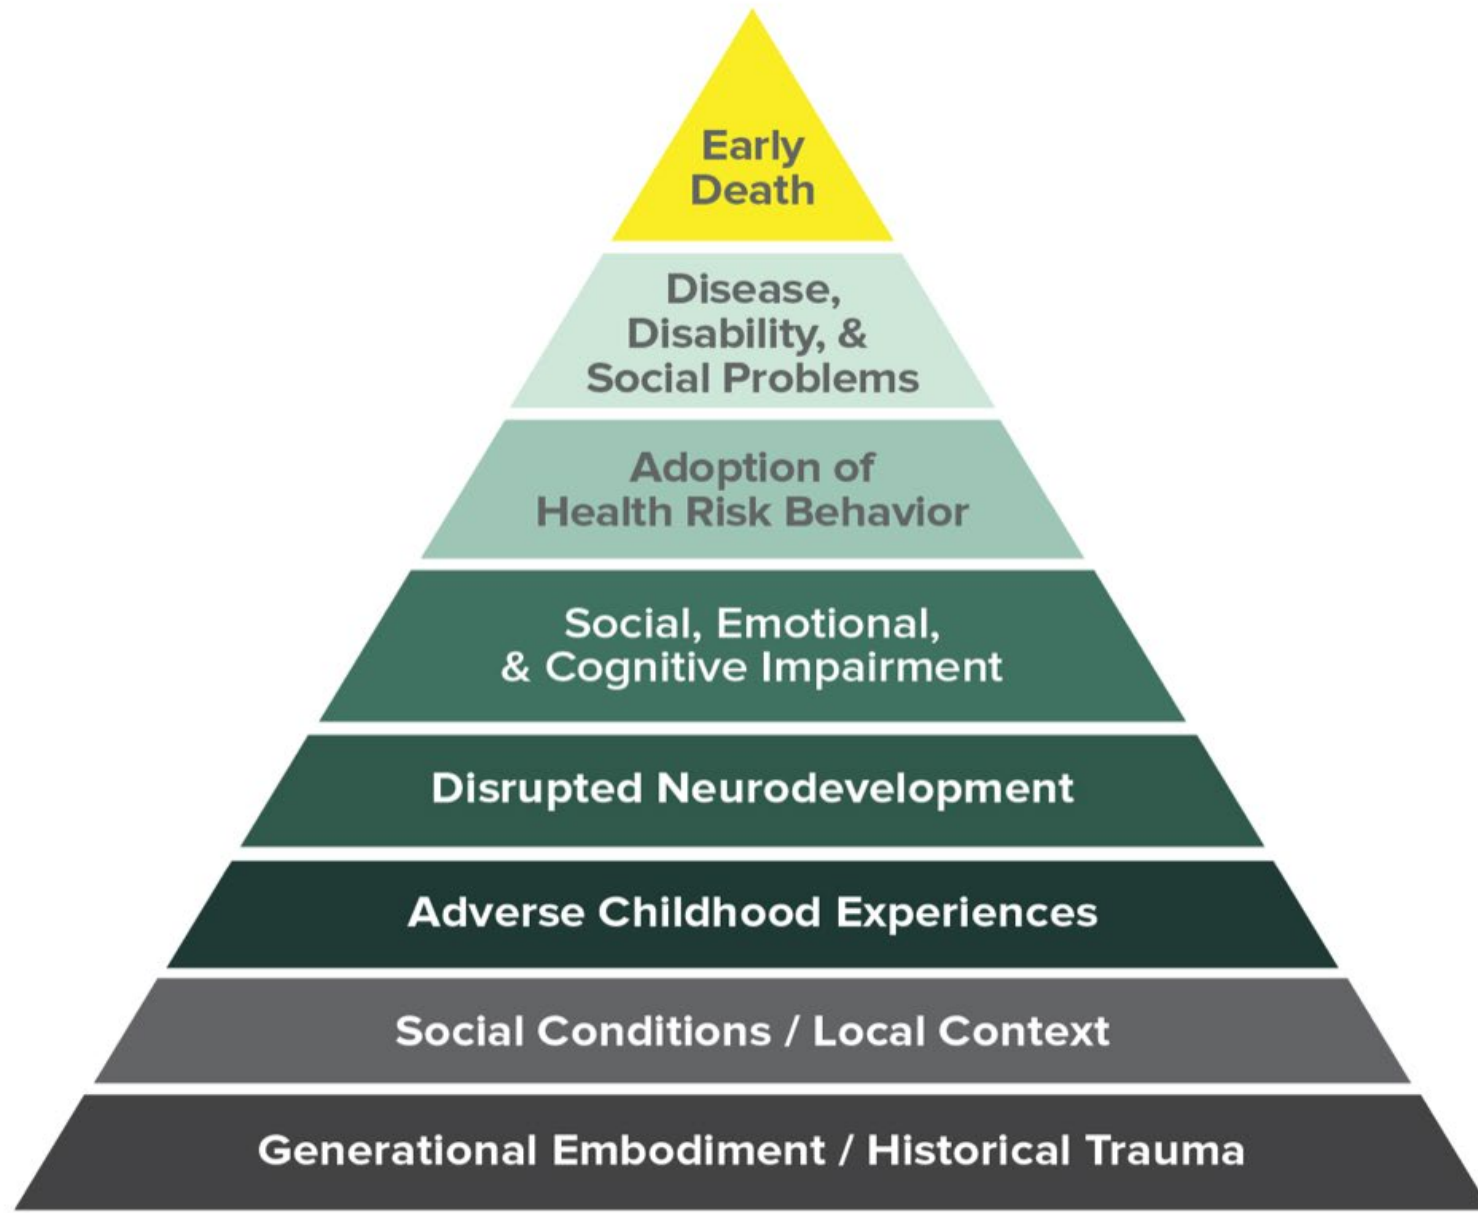 Early
Death
Disease,
Disability, &
Social Problems
Adoption of
Health Risk Behavior
Social, Emotional,
& Cognitive Impairment
Disrupted Neurodevelopment
Adverse Childhood Experiences
Social Conditions / Local Context
Generational Embodiment / Historical Trauma